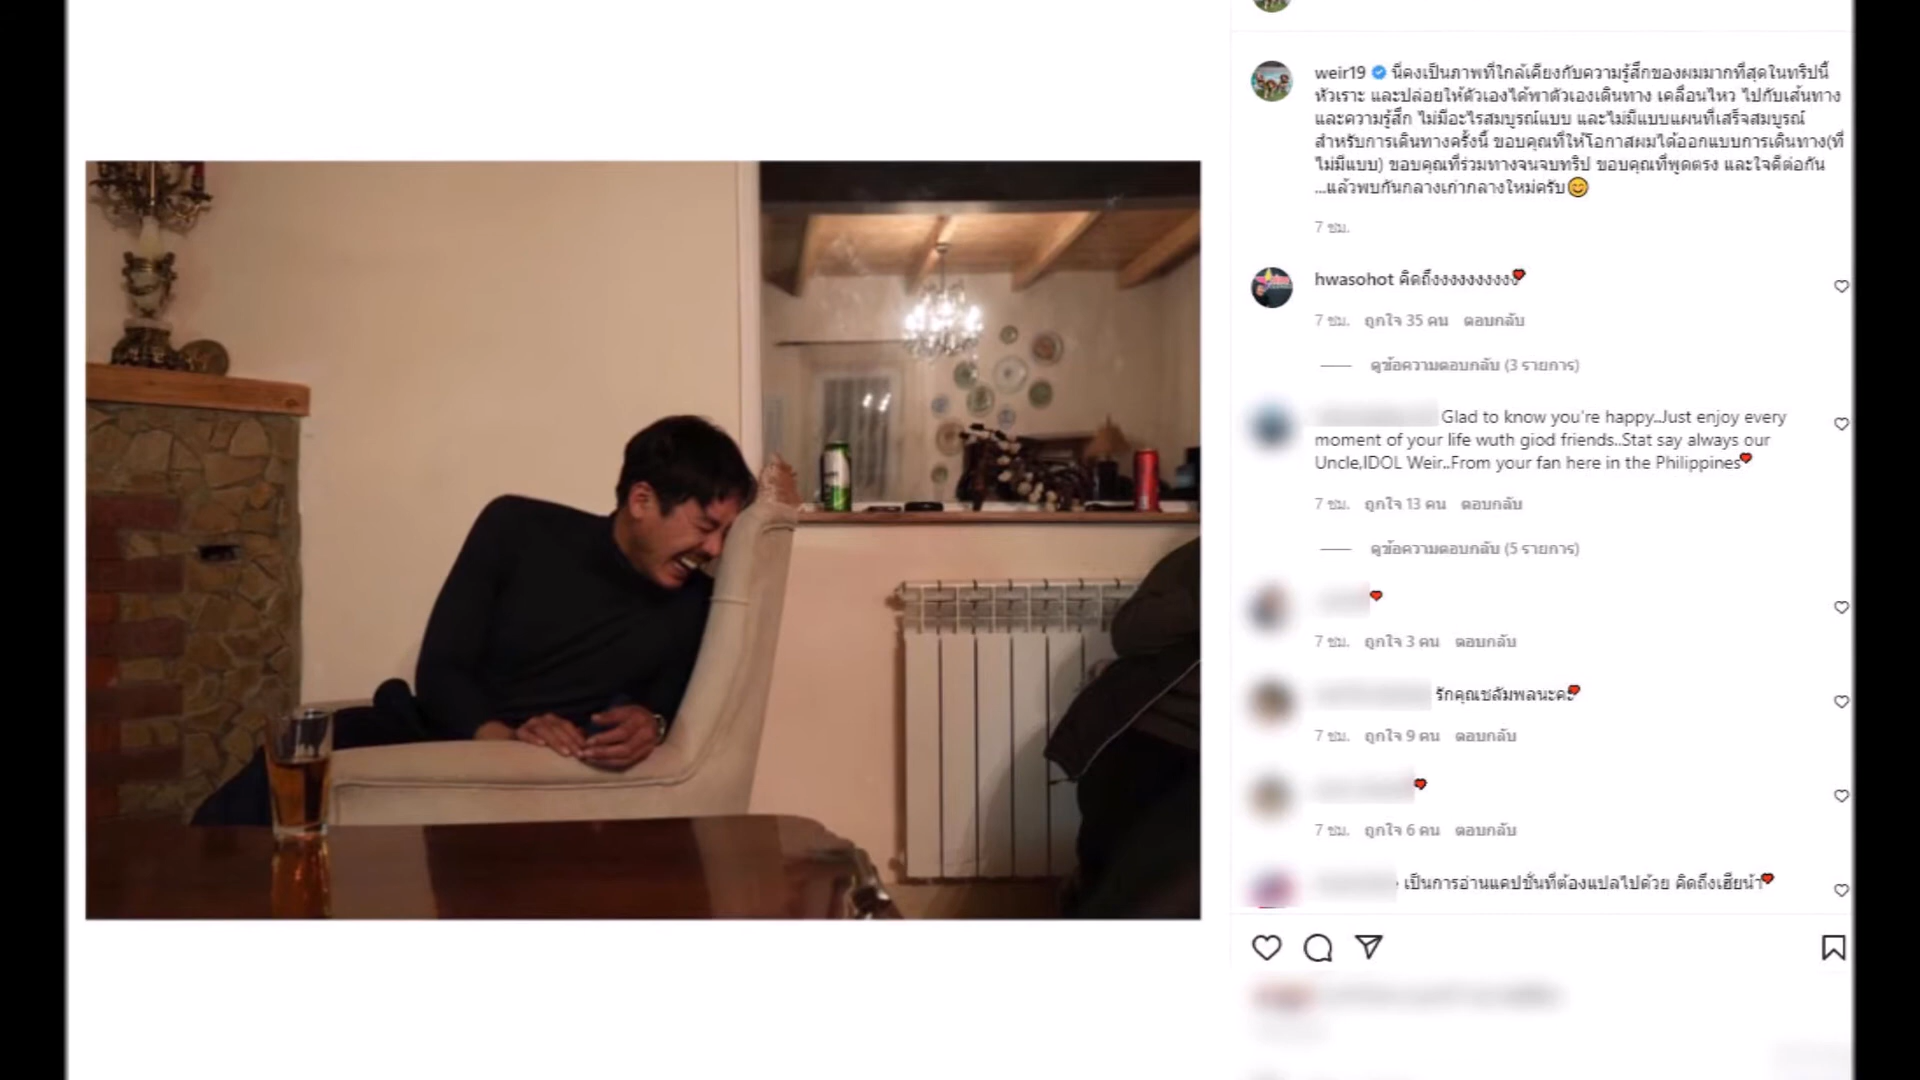 weir19 นี่คงเป็นภาพที่ใกล้เคียงกับความรู้สึกของผมมากที่สุดในทริปนี้
หัวเราะ และปล่อยให้ตัวเองได้พาตัวเองเดินทาง เคลื่อนไหว ไปกับเส้นทาง
และความรู้สึก ไม่มีอะไรสมบูรณ์แบบ และไม่มีแบบแผนที่เสร็จสมบูรณ์
สำหรับการเดินทางครั้งนี้ ขอบคุณที่ให้โอกาสผมได้ออกแบบการเดินทาง(ที่
ไม่มีแบบ) ขอบคุณที่ร่วมทางจนจบทริป ขอบคุณที่พูดตรง และใจดีต่อกัน
...แล้วพบกันกลางเก่ากลางใหม่ครับ😊
7 ชม.
hwasohot คิดถึงงงงงงงงงง❤
7 ชม. ถูกใจ 35 คน ตอบกลับ
ดูข้อความตอบกลับ (3 รายการ)
Glad to know you're happy..Just enjoy every
moment of your life wuth giod friends..Stat say always our
Uncle,IDOL Weir..From your fan here in the Philippines❤
7 ชม. ถูกใจ 13 คน ตอบกลับ
ดูข้อความตอบกลับ (5 รายการ)
❤
7 ชม. ถูกใจ 3 คน ตอบกลับ
รักคุณชลัมพลนะคะ❤
7 ชม. ถูกใจ 9 คน ตอบกลับ
❤
7 ชม. ถูกใจ 6 คน ตอบกลับ
เป็นการอ่านแคปชั่นที่ต้องแปลไปด้วย คิดถึงเฮียน้า❤